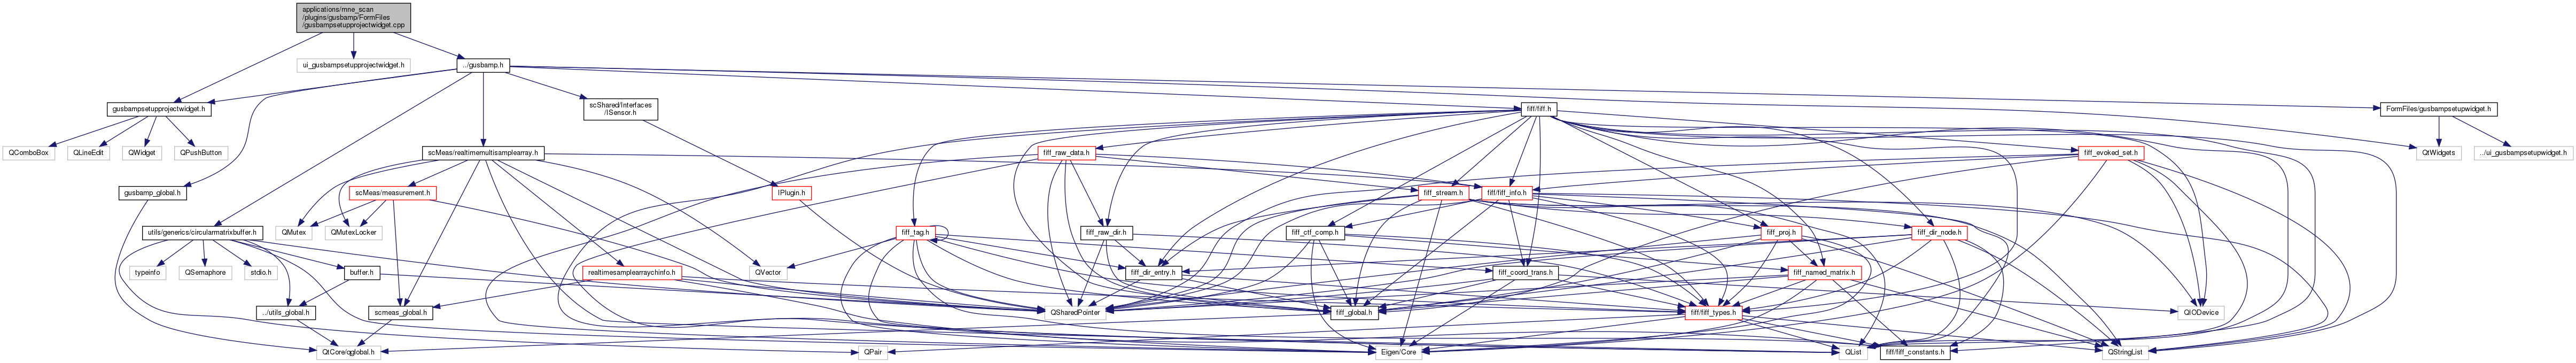 applications/mne_scan
/plugins/gusbamp/FormFiles
/gusbampsetupprojectwidget.cpp
ui_gusbampsetupprojectwidget.h
../gusbamp.h
gusbampsetupprojectwidget.h
scShared/Interfaces
/ISensor.h
fiff/fiff.h
FormFiles/gusbampsetupwidget.h
QComboBox
QLineEdit
QWidget
QPushButton
scMeas/realtimemultisamplearray.h
fiff_raw_data.h
fiff_evoked_set.h
QtWidgets
../ui_gusbampsetupwidget.h
gusbamp_global.h
scMeas/measurement.h
IPlugin.h
fiff_stream.h
fiff/fiff_info.h
utils/generics/circularmatrixbuffer.h
QMutex
QMutexLocker
fiff_tag.h
fiff_raw_dir.h
fiff_ctl_comp.h
fiff_proj.h
fiff_dir_node.h
typeinfo
QSemaphore
stdio.h
buffer.h
realtimesamplearraychinfo.h
QVector
fiff_dir_entry.h
fiff_coord_trans.h
fiff_named_matrix.h
../utils_global.h
scmeas_global.h
QSharedPointer
fiff_global.h
fiff/fiff_types.h
QIODevice
QtCore/qglobal.h
QPair
Eigen/Core
QList
fiff/fiff_constants.h
QStringList